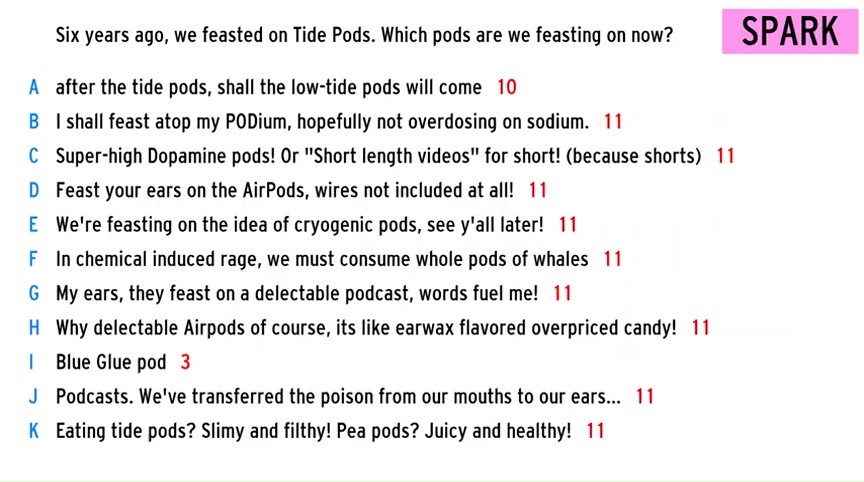 Six years ago, we feasted on Tide Pods. Which pods are we feasting on now?
SPARK
A after the tide pods, shall the low-tide pods will come 10
B I shall feast atop my PODium, hopefully not overdosing on sodium. 11
C Super-high Dopamine pods! Or "Short length videos" for short! (because shorts) 11
D Feast your ears on the AirPods, wires not included at all! 11
E We're feasting on the idea of cryogenic pods, see y'all later! 11
F In chemical induced rage, we must consume whole pods of whales 11
G My ears, they feast on a delectable podcast, words fuel me! 11
H Why delectable Airpods of course, its like earwax flavored overpriced candy! 11
I Blue Glue pod 3
J Podcasts. We've transferred the poison from our mouths to our ears... 11
K Eating tide pods? Slimy and filthy! Pea pods? Juicy and healthy! 11